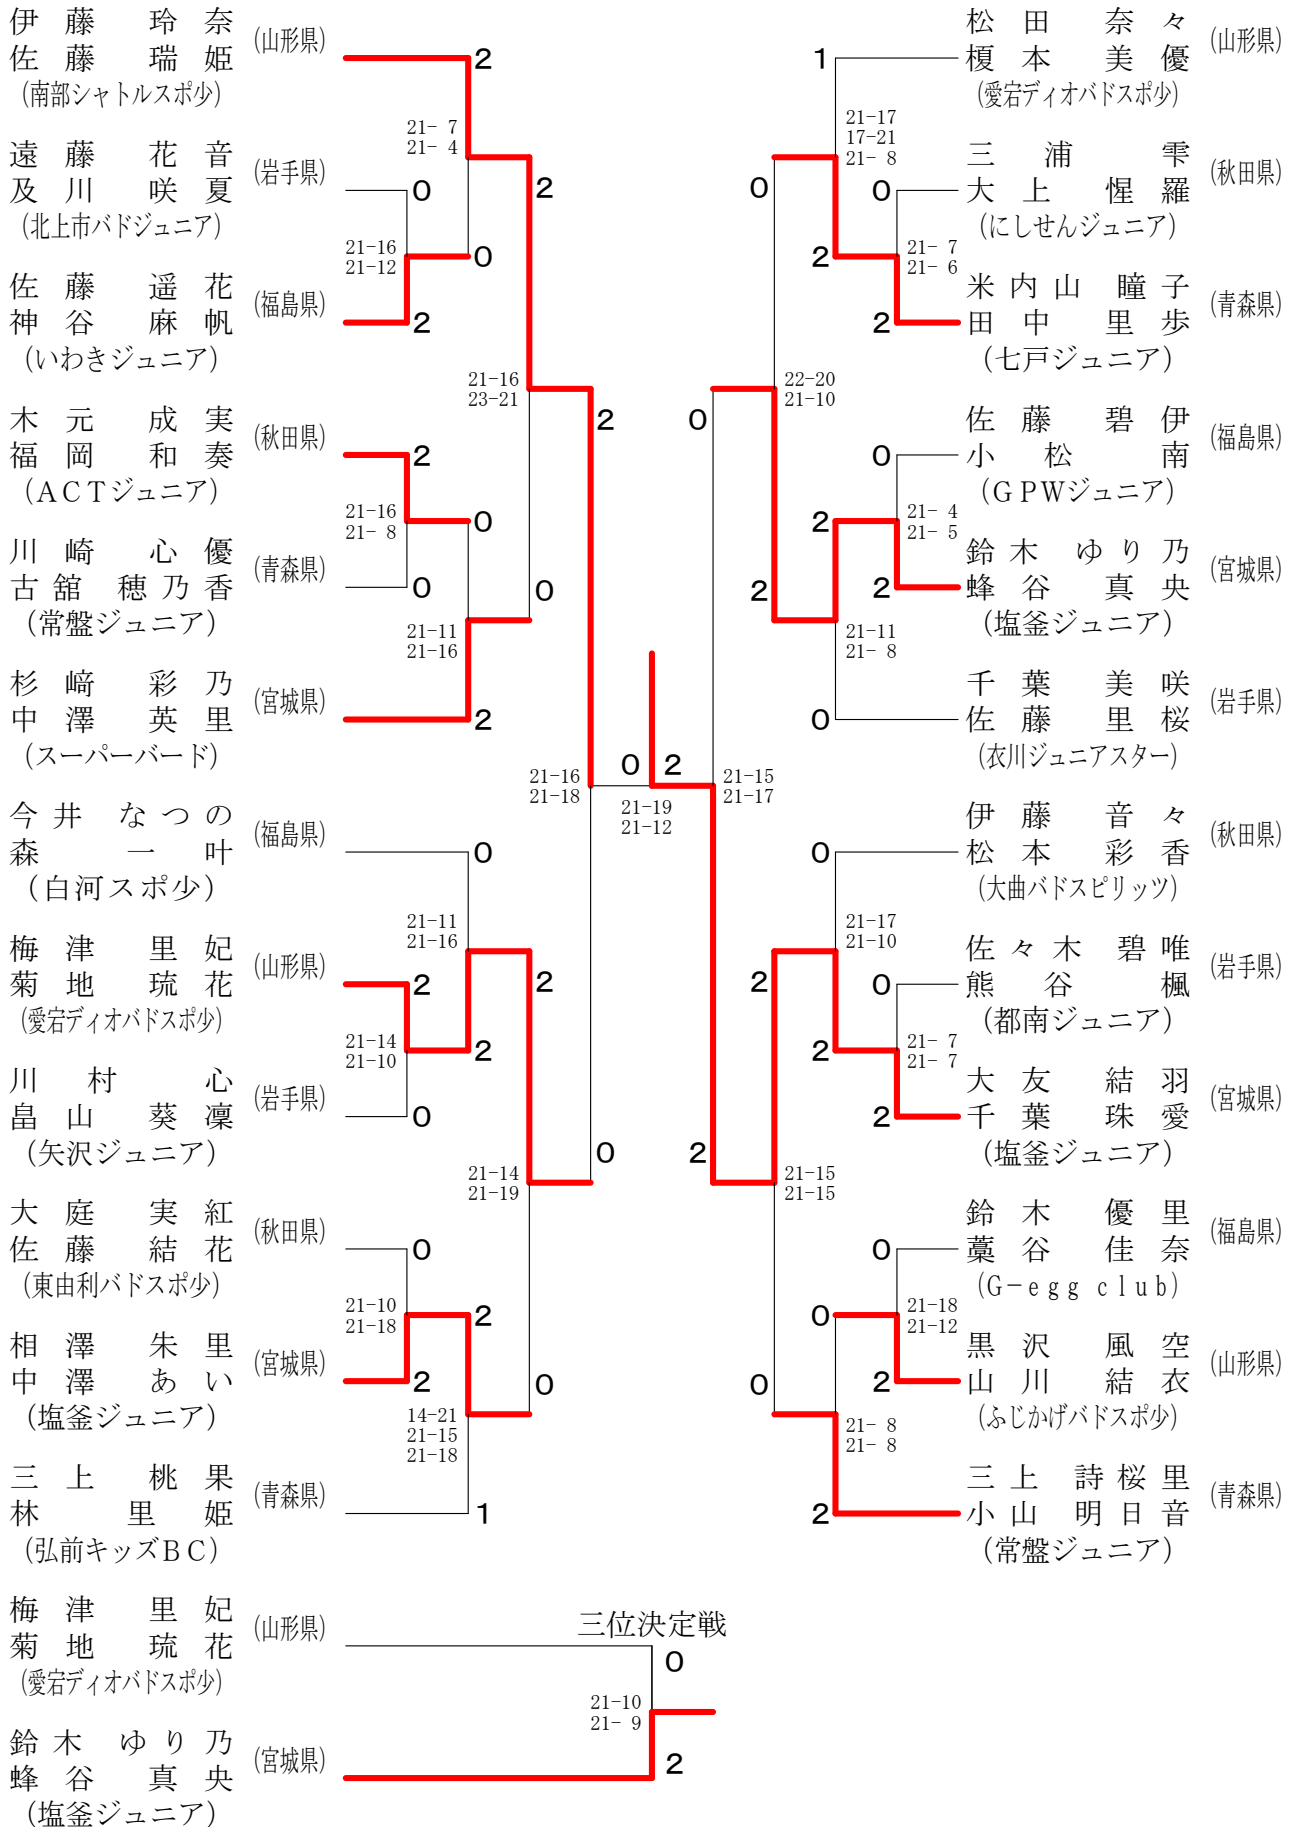 伊藤 玲奈
佐藤 瑞姫
(山形県)
(南部シャトルスポ少)
遠藤 花音
及川 咲夏
(岩手県)
(北上市バドジュニア)
佐藤 遥花
神谷 麻帆
(福島県)
(いわきジュニア)
木元 成実
福岡 和奏
(秋田県)
(ACTジュニア)
川崎 心優
古舘 穂乃香
(青森県)
(常盤ジュニア)
杉﨑 彩乃
中澤 英里
(宮城県)
(スーパーバード)
今井 なつの
森 一叶
(福島県)
(白河スポ少)
梅津 里妃
菊地 琉花
(山形県)
(愛宕ディオバドスポ少)
川村 心
畠山 葵凜
(岩手県)
(矢沢ジュニア)
大庭 実紅
佐藤 結花
(秋田県)
(東由利バドスポ少)
相澤 朱里
中澤 あい
(宮城県)
(塩釜ジュニア)
三上 桃果
林 里姫
(青森県)
(弘前キッズBC)
2
21- 7
21- 4
0
21-16
21-12
0
2
2
21-16
23-21
2
21-16
21- 8
0
0
0
21-11
21-16
2
2
21-16
21-18
0
21-11
21-16
2
21-14
21-10
2
0
2
21-14
21-19
0
0
21-10
21-18
2
2
0
14-21
21-15
21-18
1
0
2
21-19
21-12
松田 奈々
榎本 美優
(山形県)
(愛宕ディオバドスポ少)
三浦 雫
大上 惺羅
(秋田県)
(にしせんジュニア)
米内山 瞳子
田中 里歩
(青森県)
(七戸ジュニア)
佐藤 碧伊
小松 南
(福島県)
(GPWジュニア)
鈴木 ゆり乃
蜂谷 真央
(宮城県)
(塩釜ジュニア)
千葉 美咲
佐藤 里桜
(岩手県)
(衣川ジュニアスター)
伊藤 音々
松本 彩香
(秋田県)
(大曲バドスピリッツ)
佐々木 碧唯
熊谷 楓
(岩手県)
(都南ジュニア)
大友 結羽
千葉 珠愛
(宮城県)
(塩釜ジュニア)
鈴木 優里
藁谷 佳奈
(福島県)
(G-egg club)
黒沢 風空
山川 結衣
(山形県)
(ふじかげバドスポ少)
三上 詩桜里
小山 明日音
(青森県)
(常盤ジュニア)
1
21-17
17-21
21- 8
0
0
21- 7
21- 6
2
2
22-20
21-10
0
0
21- 4
21- 5
2
2
2
21-11
21- 8
0
21-15
21-17
0
21-17
21-10
2
0
21- 7
21- 7
2
2
2
21-15
21-15
0
0
21-18
21-12
2
0
21- 8
21- 8
2
三位決定戦
梅津 里妃
菊地 琉花
(山形県)
(愛宕ディオバドスポ少)
0
21-10
21- 9
鈴木 ゆり乃
蜂谷 真央
(宮城県)
(塩釜ジュニア)
2